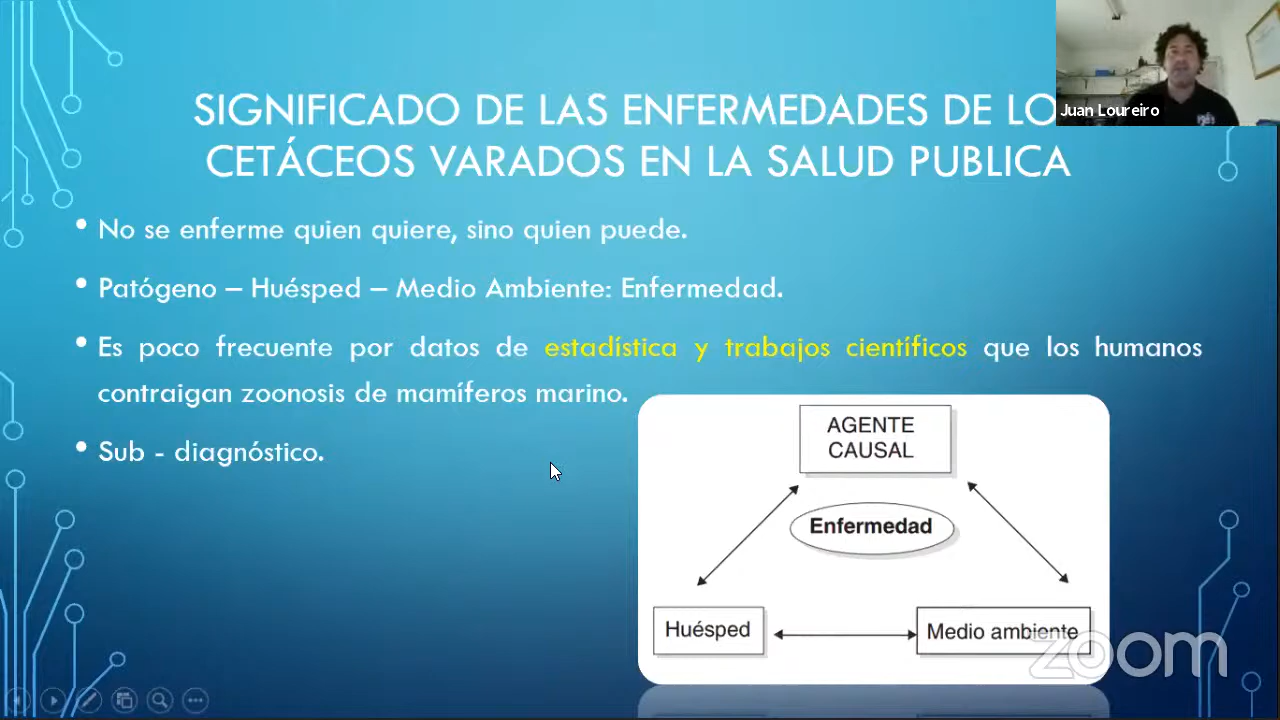 SIGNIFICADO DE LAS ENFERMEDADES DE LO
CETÁCEOS VARADOS EN LA SALUD PUBLICA
Juan Loureiro
• No se enferme quien quiere, sino quien puede.
• Patógeno – Huésped – Medio Ambiente: Enfermedad.
• Es poco frecuente por datos de estadística y trabajos científicos que los humanos
contraigan zoonosis de mamíferos marino.
• Sub - diagnóstico.
AGENTE
CAUSAL
Enfermedad
Huésped
Medio ambiente
zoom